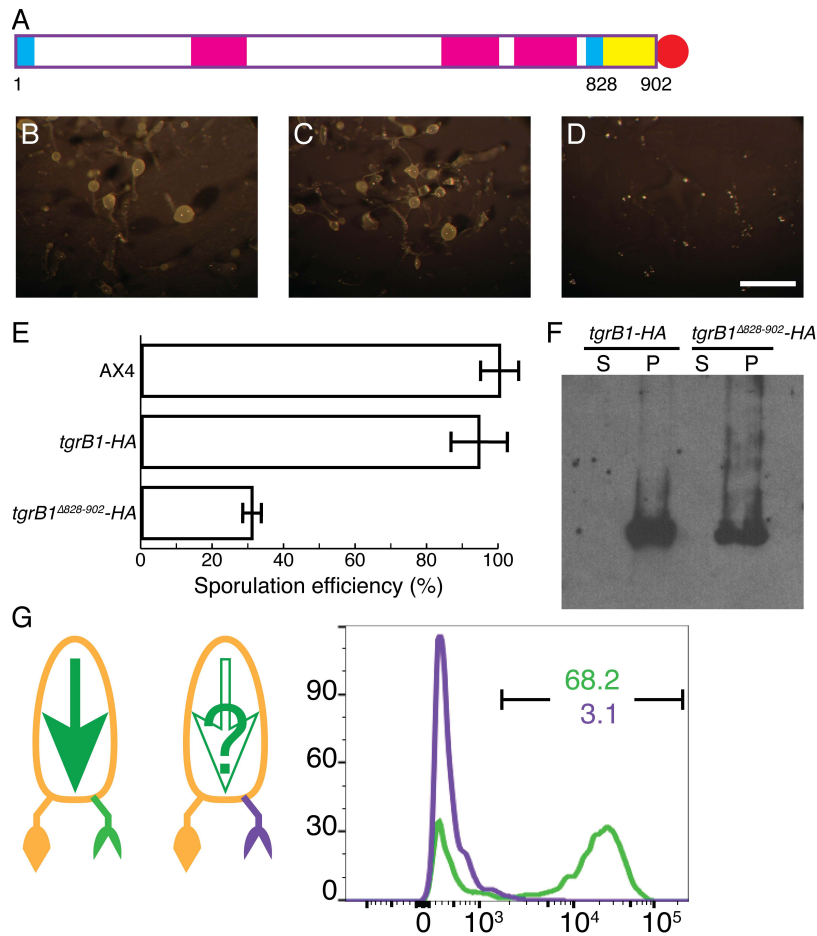 A
1 828 902
B C D
E
AX4
tgrB1-HA
tgrB1Δ828-902-HA
0 20 40 60 80 100
Sporulation efficiency (%)
F
tgrB1-HA tgrB1Δ828-902-HA
S P S P
G
?
90
60
30
0
68.2
3.1
0 10³ 10⁴ 10⁵